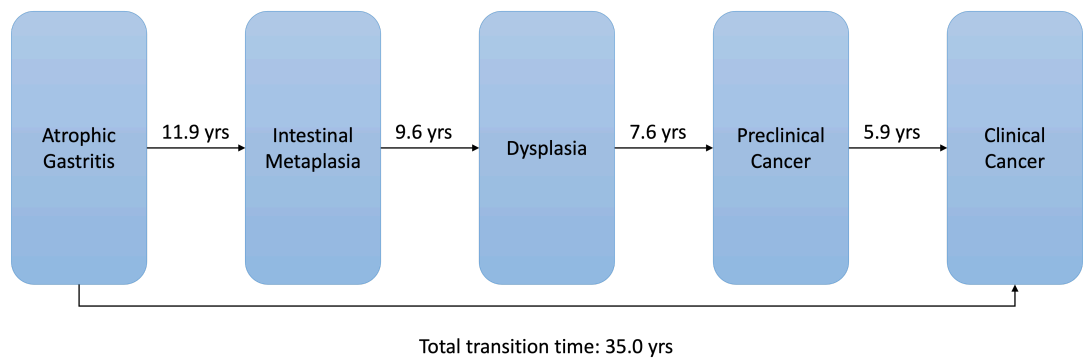 Atrophic
Gastritis
11.9 yrs
Intestinal
Metaplasia
9.6 yrs
Dysplasia
7.6 yrs
Preclinical
Cancer
5.9 yrs
Clinical
Cancer
Total transition time: 35.0 yrs